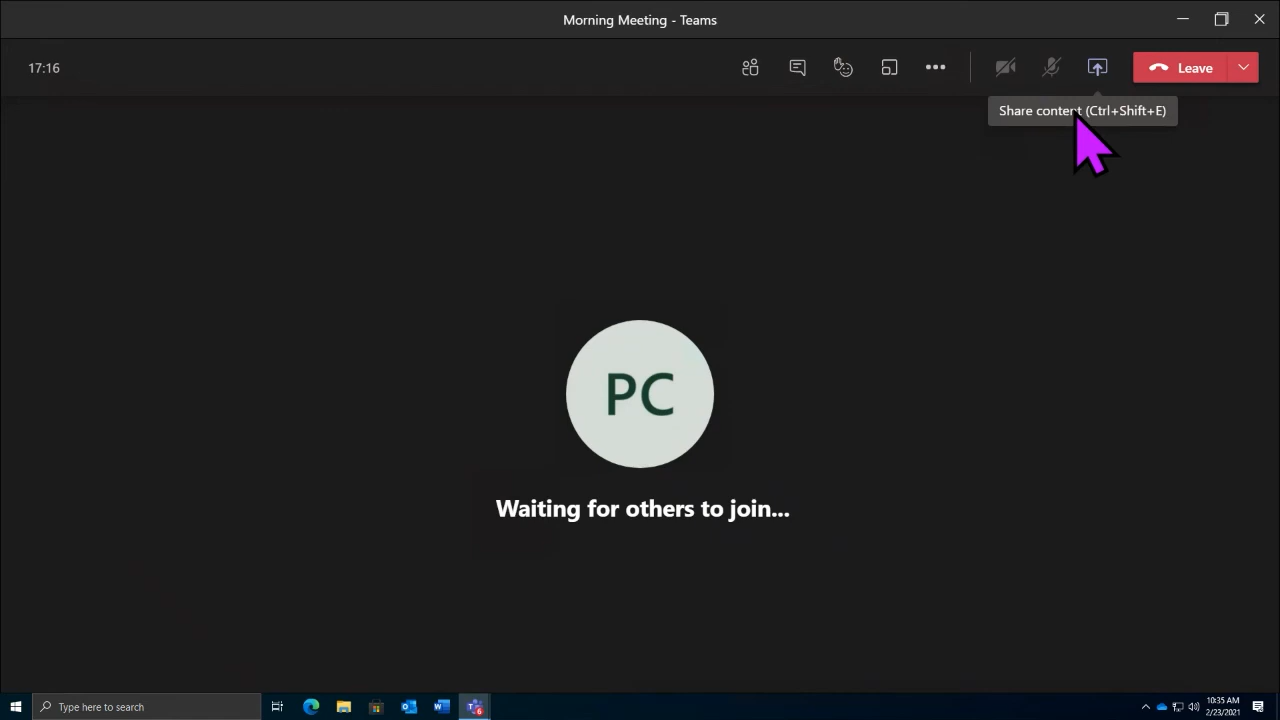 Morning Meeting - Teams
17:16
Leave
Share content (Ctrl+Shift+E)
PC
Waiting for others to join...
Type here to search
6
10:35 AM
2/23/2021